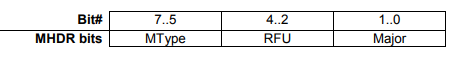 Bit# 7..5 4..2 1..0
MHDR bits MType RFU Major